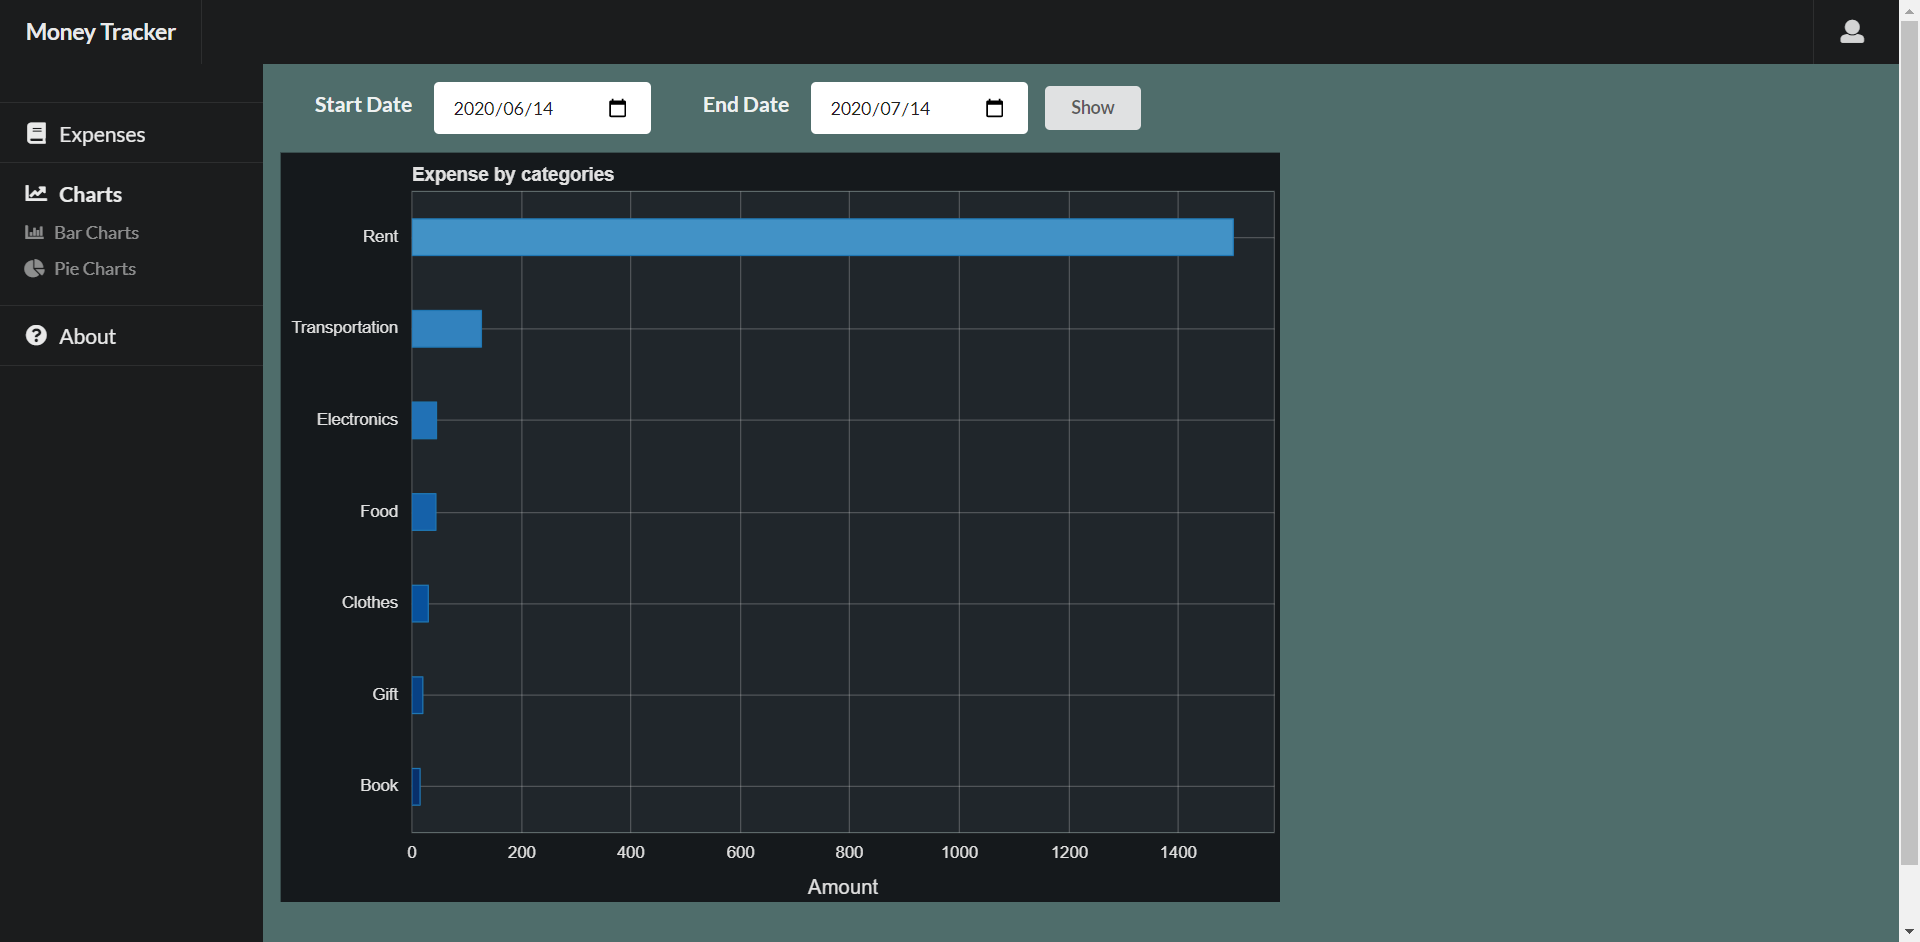 Money Tracker
Expenses
Charts
Bar Charts
Pie Charts
About
Start Date 2020/06/14 End Date 2020/07/14 Show
Expense by categories
Rent
Transportation
Electronics
Food
Clothes
Gift
Book
0 200 400 600 800 1000 1200 1400
Amount